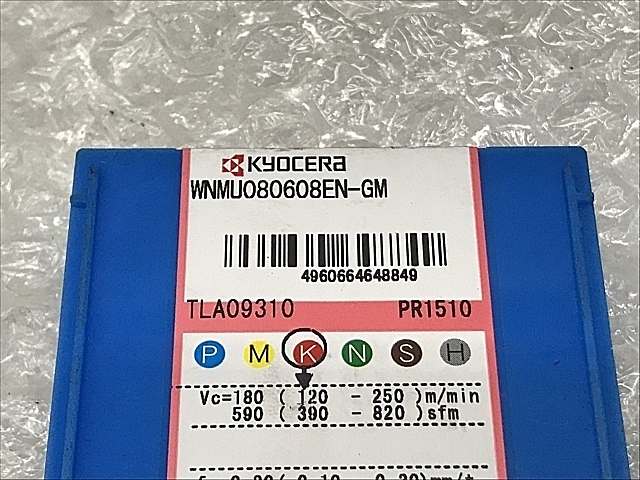 KYOCERA
WNMU080608EN-GM
4960664648849
TLA09310 PR1510
P M K N S H
Vc=180 ( 120 - 250 )m/min
590 ( 390 - 820 )sfm